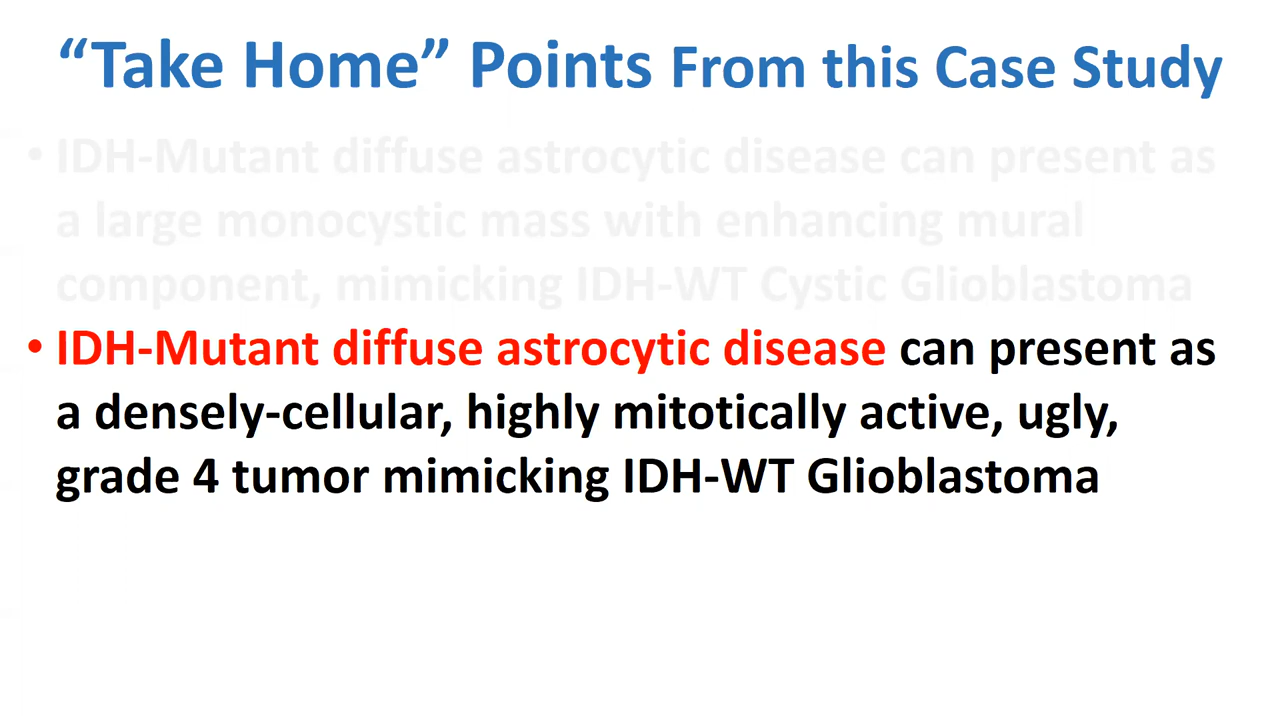 “Take Home” Points From this Case Study
• IDH-Mutant diffuse astrocytic disease can present as
a large monocystic mass with enhancing mural
component, mimicking IDH-WT Cystic Glioblastoma
• IDH-Mutant diffuse astrocytic disease can present as
a densely-cellular, highly mitotically active, ugly,
grade 4 tumor mimicking IDH-WT Glioblastoma